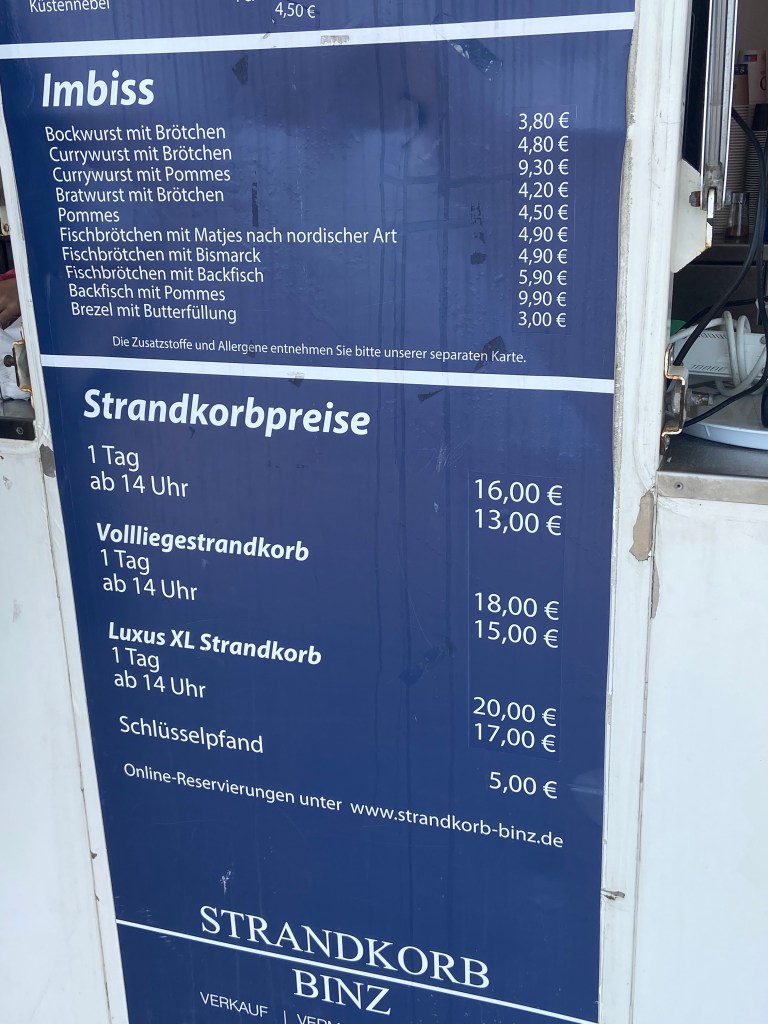 Küstennebel
4,50 €
Imbiss
Bockwurst mit Brötchen 3,80 €
Currywurst mit Brötchen 4,80 €
Currywurst mit Pommes 9,30 €
Bratwurst mit Brötchen 4,20 €
Pommes 4,50 €
Fischbrötchen mit Matjes nach nordischer Art 4,90 €
Fischbrötchen mit Bismarck 4,90 €
Fischbrötchen mit Backfisch 5,90 €
Backfisch mit Pommes 9,90 €
Brezel mit Butterfüllung 3,00 €
Die Zusatzstoffe und Allergene entnehmen Sie bitte unserer separaten Karte.
Strandkorbpreise
1 Tag 16,00 €
ab 14 Uhr 13,00 €
Vollliegestrandkorb
1 Tag 18,00 €
ab 14 Uhr 15,00 €
Luxus XL Strandkorb
1 Tag 20,00 €
ab 14 Uhr 17,00 €
Schlüsselpfand 5,00 €
Online-Reservierungen unter www.strandkorb-binz.de
STRANDKORB
BINZ
VERKAUF |